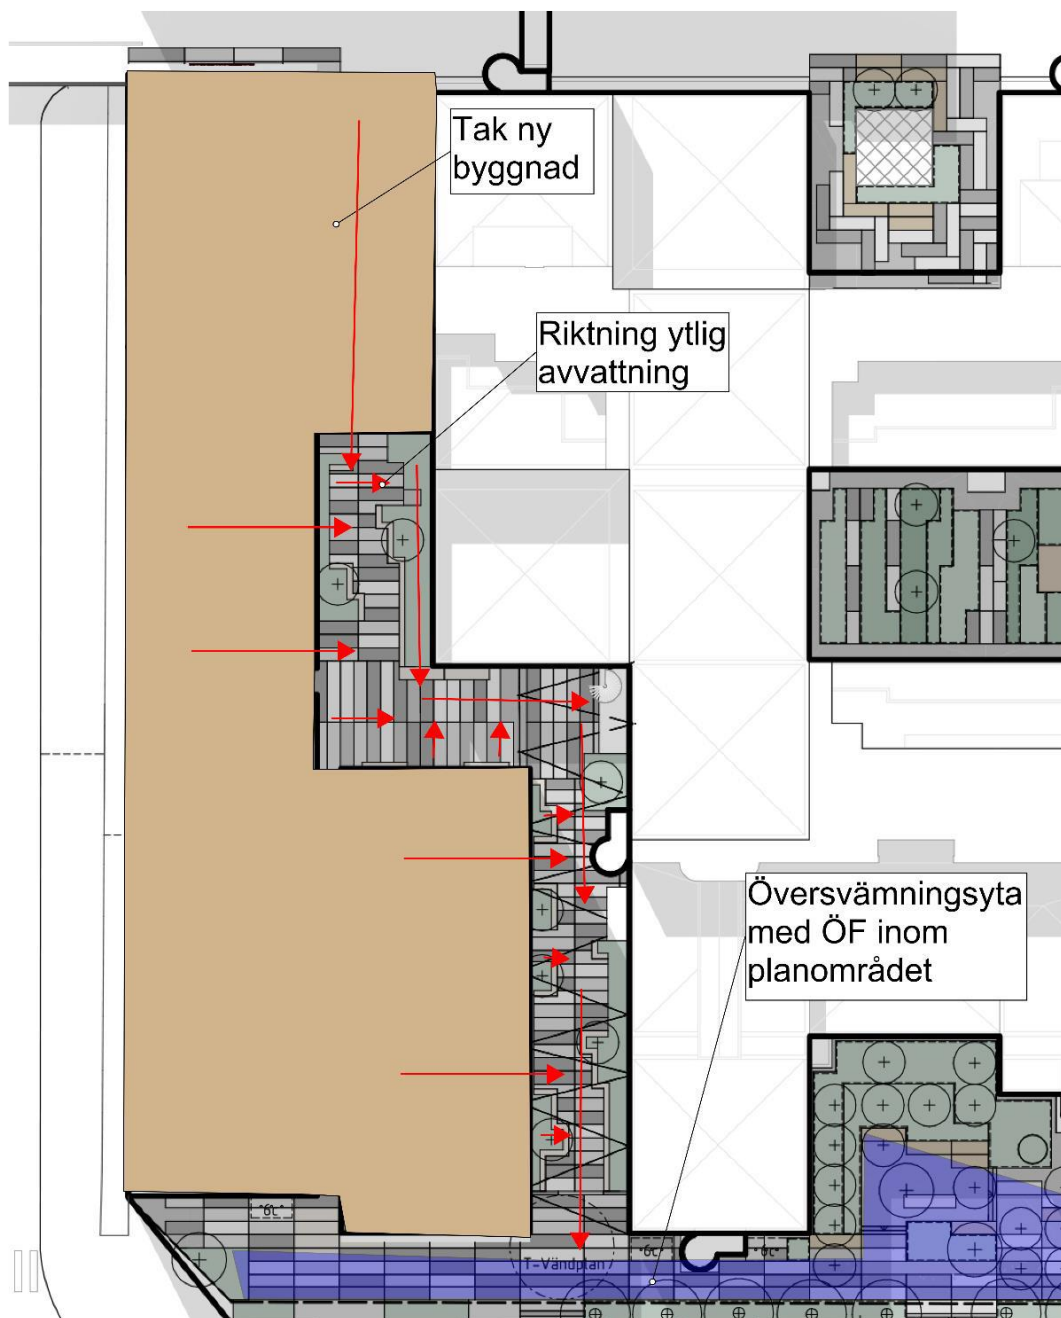 Tak ny
byggnad
Riktning ytlig
avvattning
Översvämningsyta
med ÖF inom
planområdet
T-Vändplan